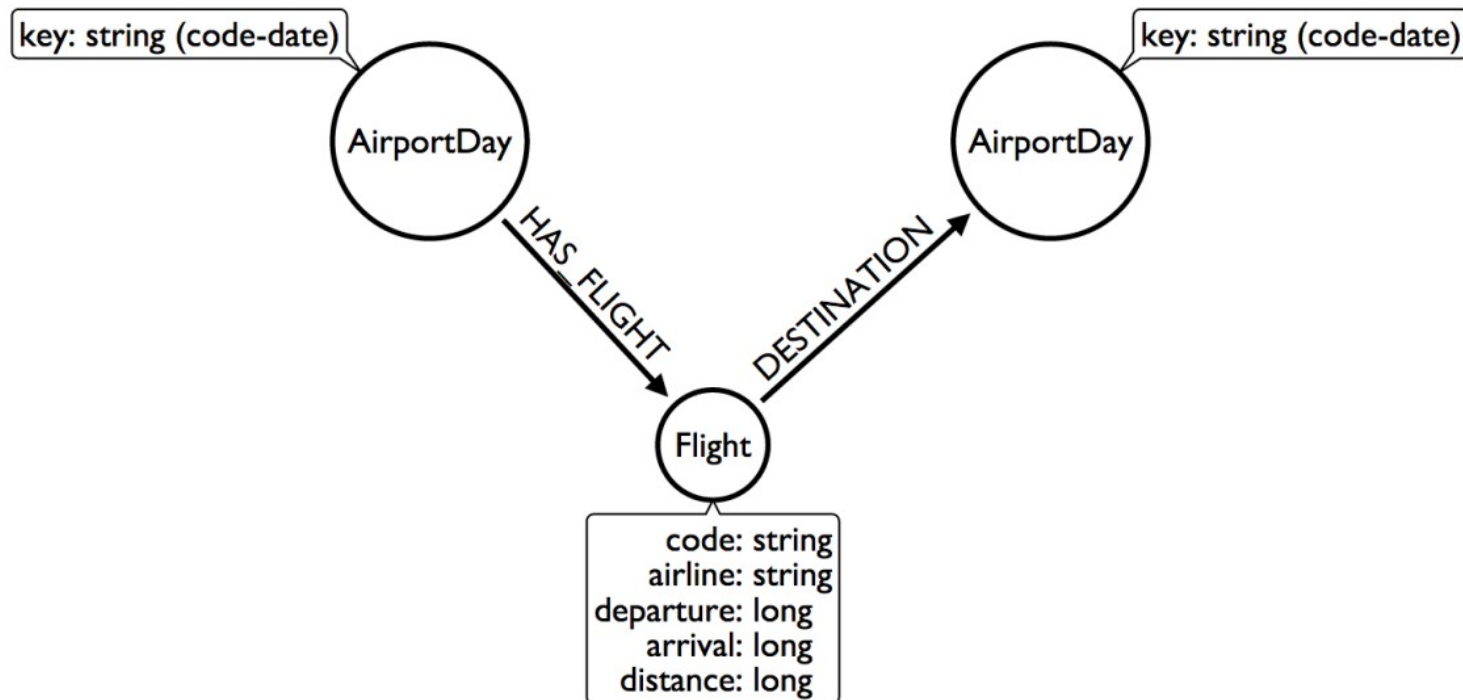 key: string (code-date)
key: string (code-date)
AirportDay
AirportDay
HAS_FLIGHT
DESTINATION
Flight
code: string
airline: string
departure: long
arrival: long
distance: long